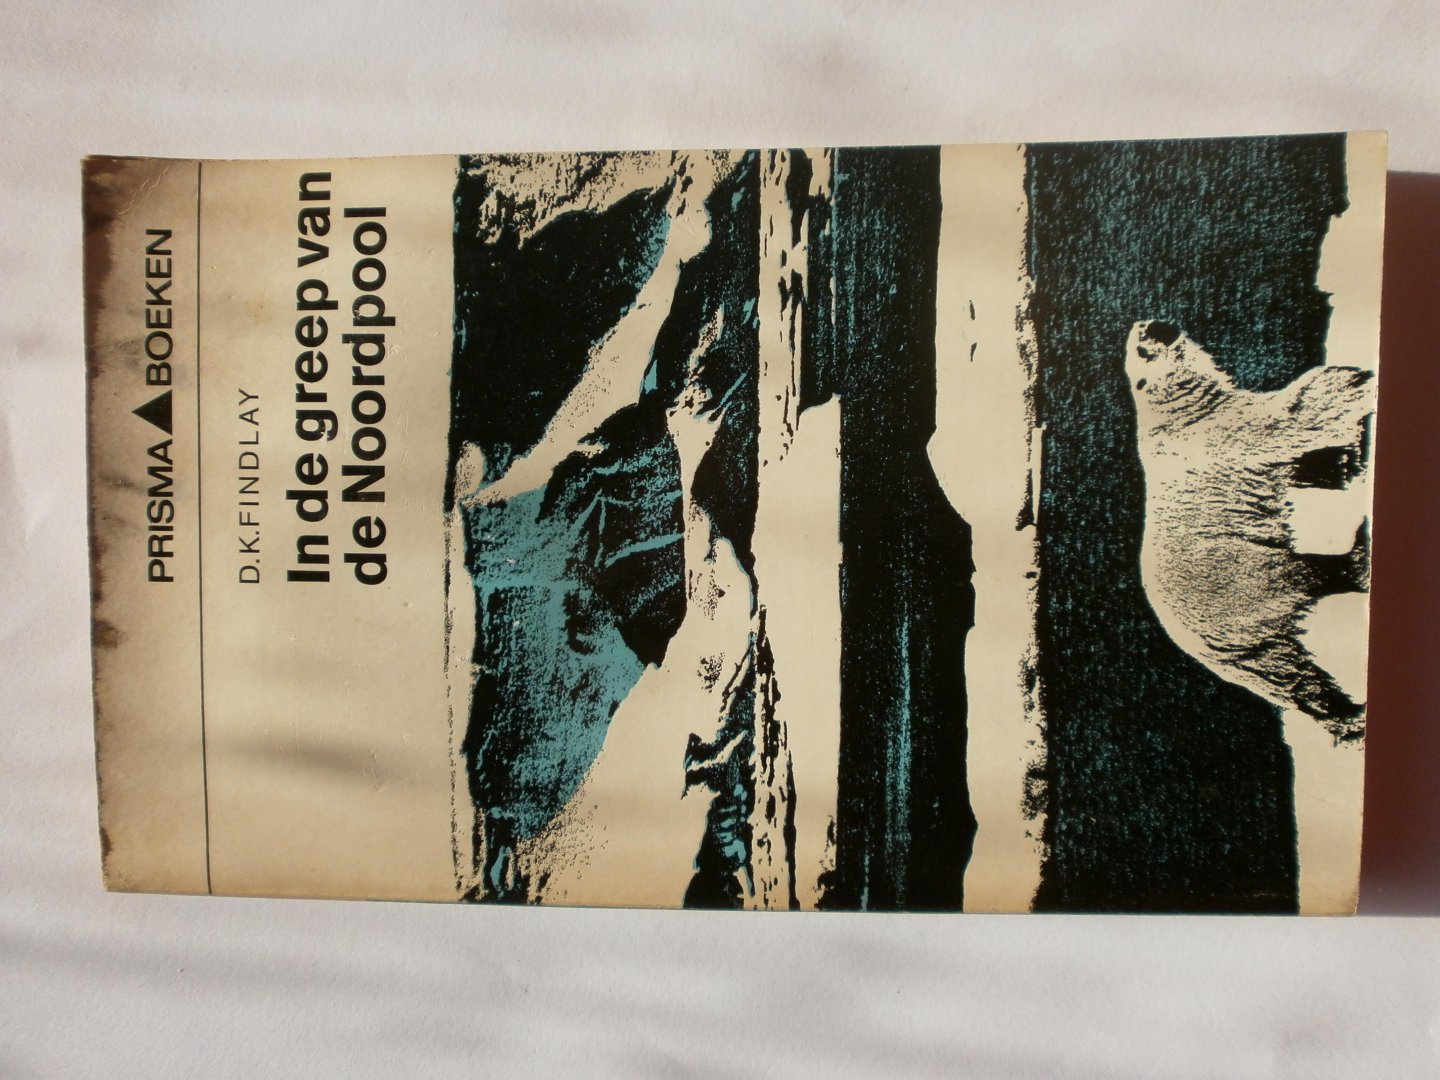 PRISMA BOEKEN
D.K.FINDLAY
In de greep van
de Noordpool